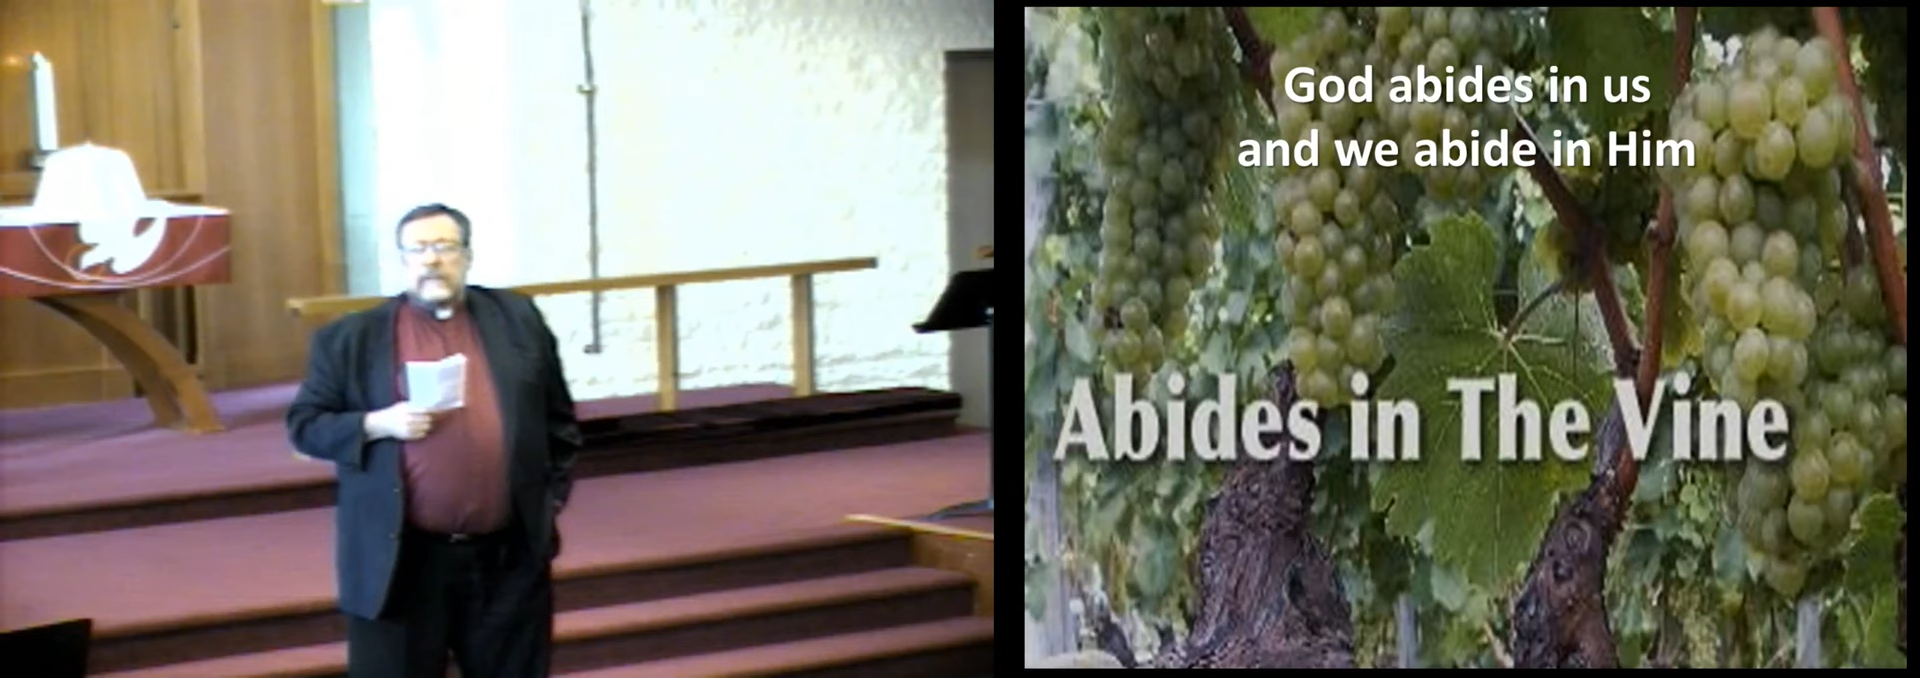 God abides in us
and we abide in Him
Abides in The Vine